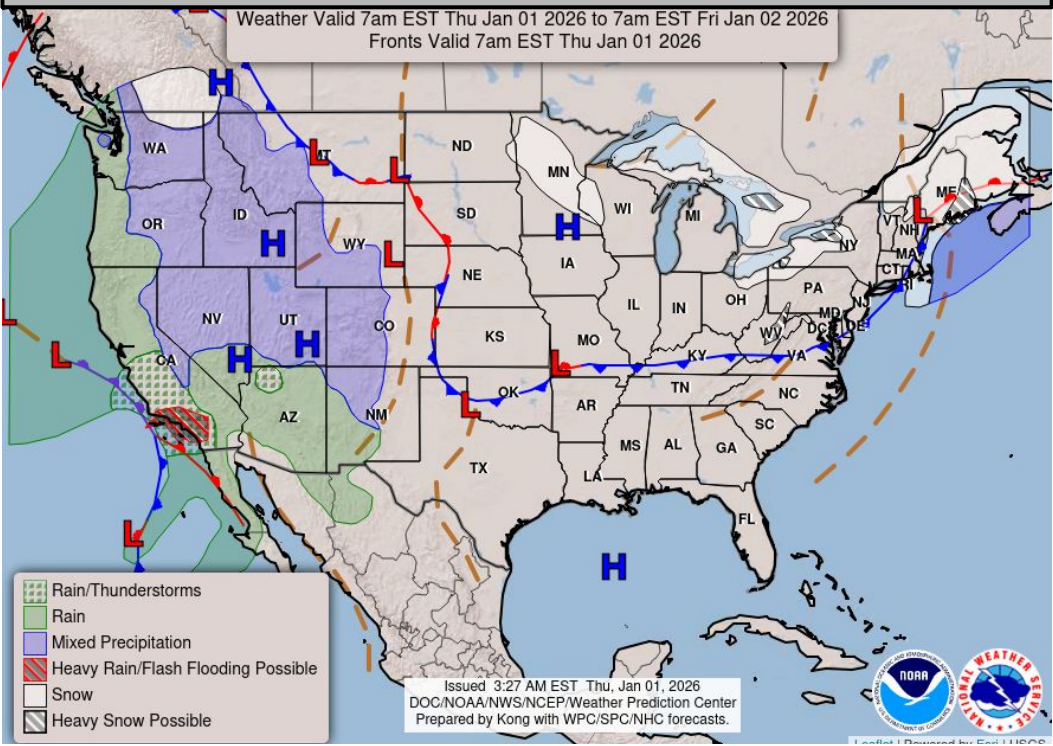 Weather Valid 7am EST Thu Jan 01 2026 to 7am EST Fri Jan 02 2026
Fronts Valid 7am EST Thu Jan 01 2026
H
L
MT
L
ND
MN
WA
ID
OR
H
WY
L
SD
WI
MI
H
IA
NE
ME
L
VT
NH
NY
MA
CT
RI
L
NV
UT
H
CO
KS
MO
IL
IN
OH
PA
NJ
MD
DE
DC
WV
VA
KY
L
CA
H
L
AZ
NM
OK
L
AR
TN
NC
SC
TX
LA
MS
AL
GA
FL
L
H
Rain/Thunderstorms
Rain
Mixed Precipitation
Heavy Rain/Flash Flooding Possible
Snow
Heavy Snow Possible
Issued 3:27 AM EST Thu, Jan 01, 2026
DOC/NOAA/NWS/NCEP/Weather Prediction Center
Prepared by Kong with WPC/SPC/NHC forecasts.
NOAA
NATIONAL WEATHER SERVICE
Leaflet | Powered by Esri | USGS